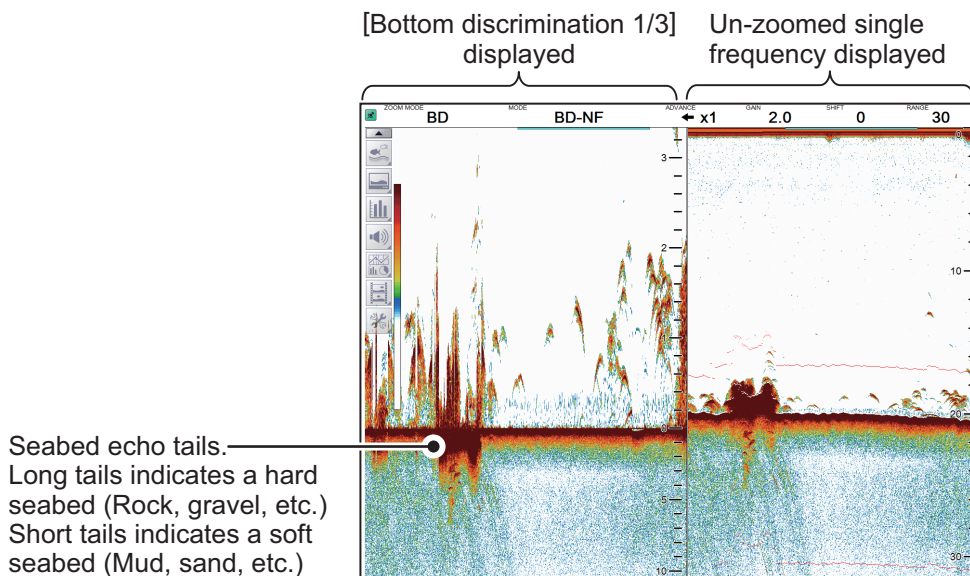 [Bottom discrimination 1/3]
displayed
Un-zoomed single
frequency displayed
ZOOM MODE
BD
MODE
BD-NF
ADVANCE
x1
GAIN
2.0
SHIFT
0
RANGE
30
3
2
0
5
10
0
10
20
30
Seabed echo tails.
Long tails indicates a hard
seabed (Rock, gravel, etc.)
Short tails indicates a soft
seabed (Mud, sand, etc.)